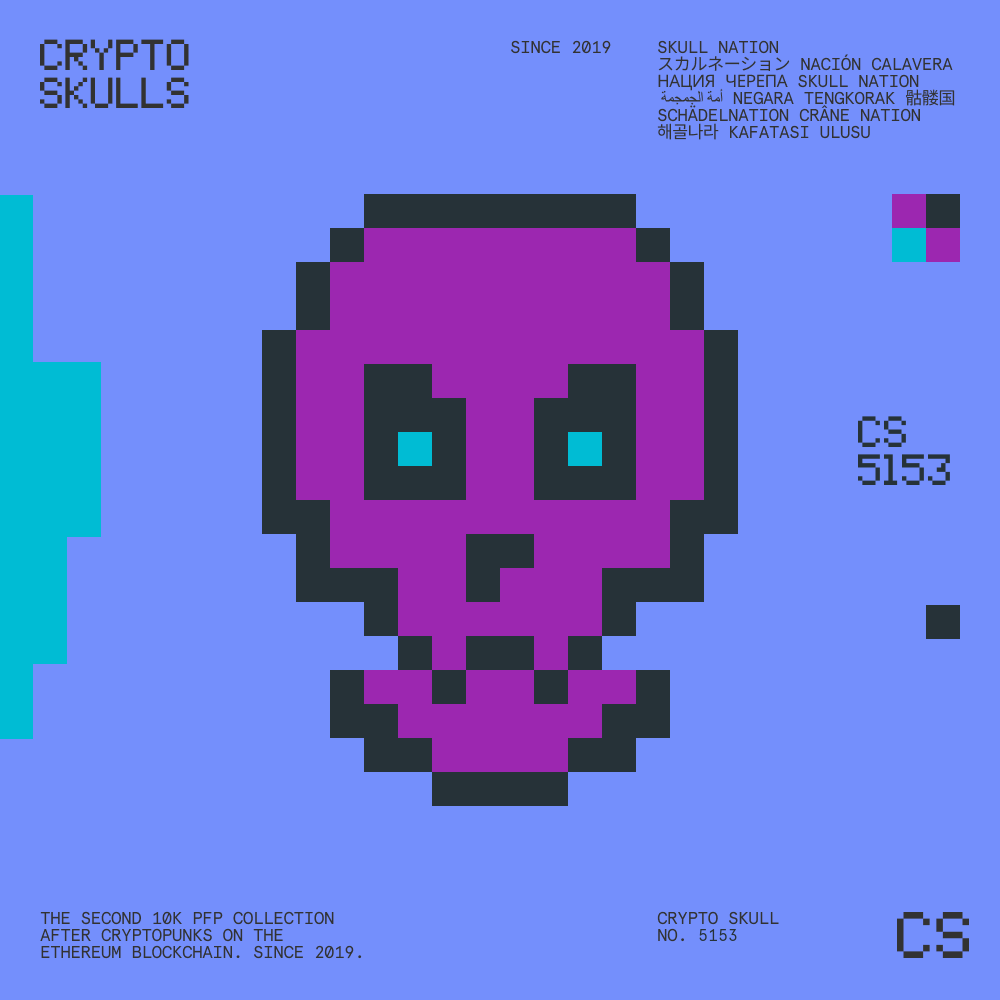 CRYPTO
SKULLS
SINCE 2019
SKULL NATION
スカルネーション NACIÓN CALAVERA
НАЦИЯ ЧЕРЕПА SKULL NATION
أمة الجمجمة NEGARA TENGKORAK 骷髅国
SCHÄDELNATION CRÂNE NATION
해골나라 KAFATASI ULUSU
CS
5153
THE SECOND 10K PFP COLLECTION
AFTER CRYPTOPUNKS ON THE
ETHEREUM BLOCKCHAIN. SINCE 2019.
CRYPTO SKULL
NO. 5153
CS